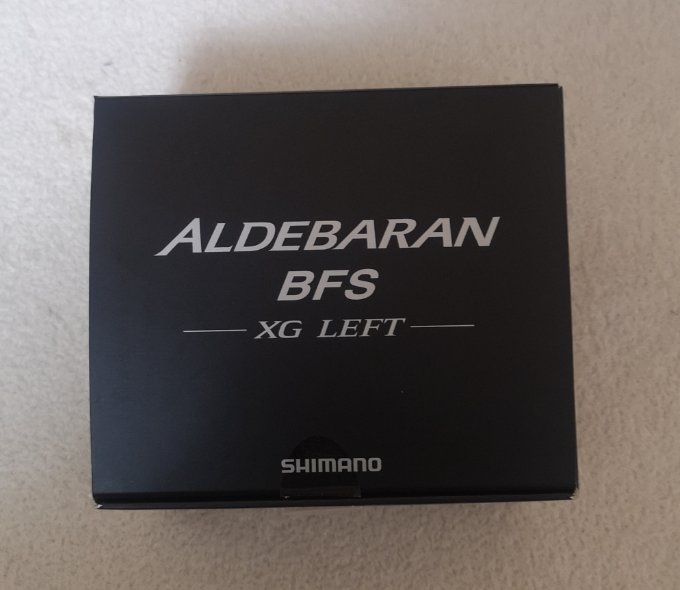 ALDEBARAN
BFS
XG LEFT
SHIMANO